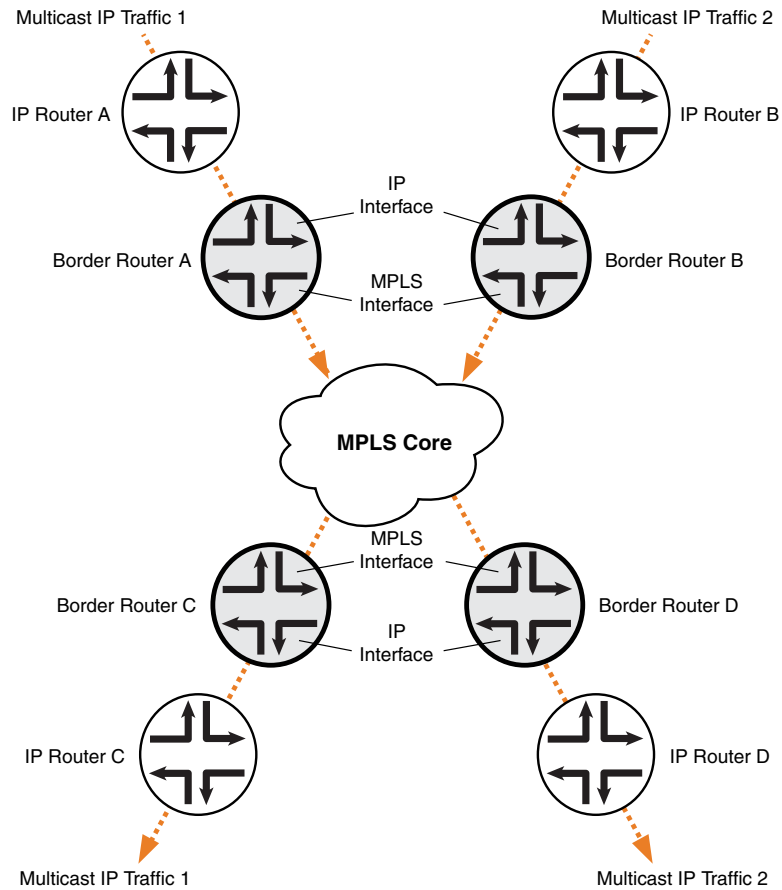 Multicast IP Traffic 1
Multicast IP Traffic 2
IP Router A
IP Router B
IP
Interface
Border Router A
Border Router B
MPLS
Interface
MPLS Core
MPLS
Interface
Border Router C
Border Router D
IP
Interface
IP Router C
IP Router D
Multicast IP Traffic 1
Multicast IP Traffic 2